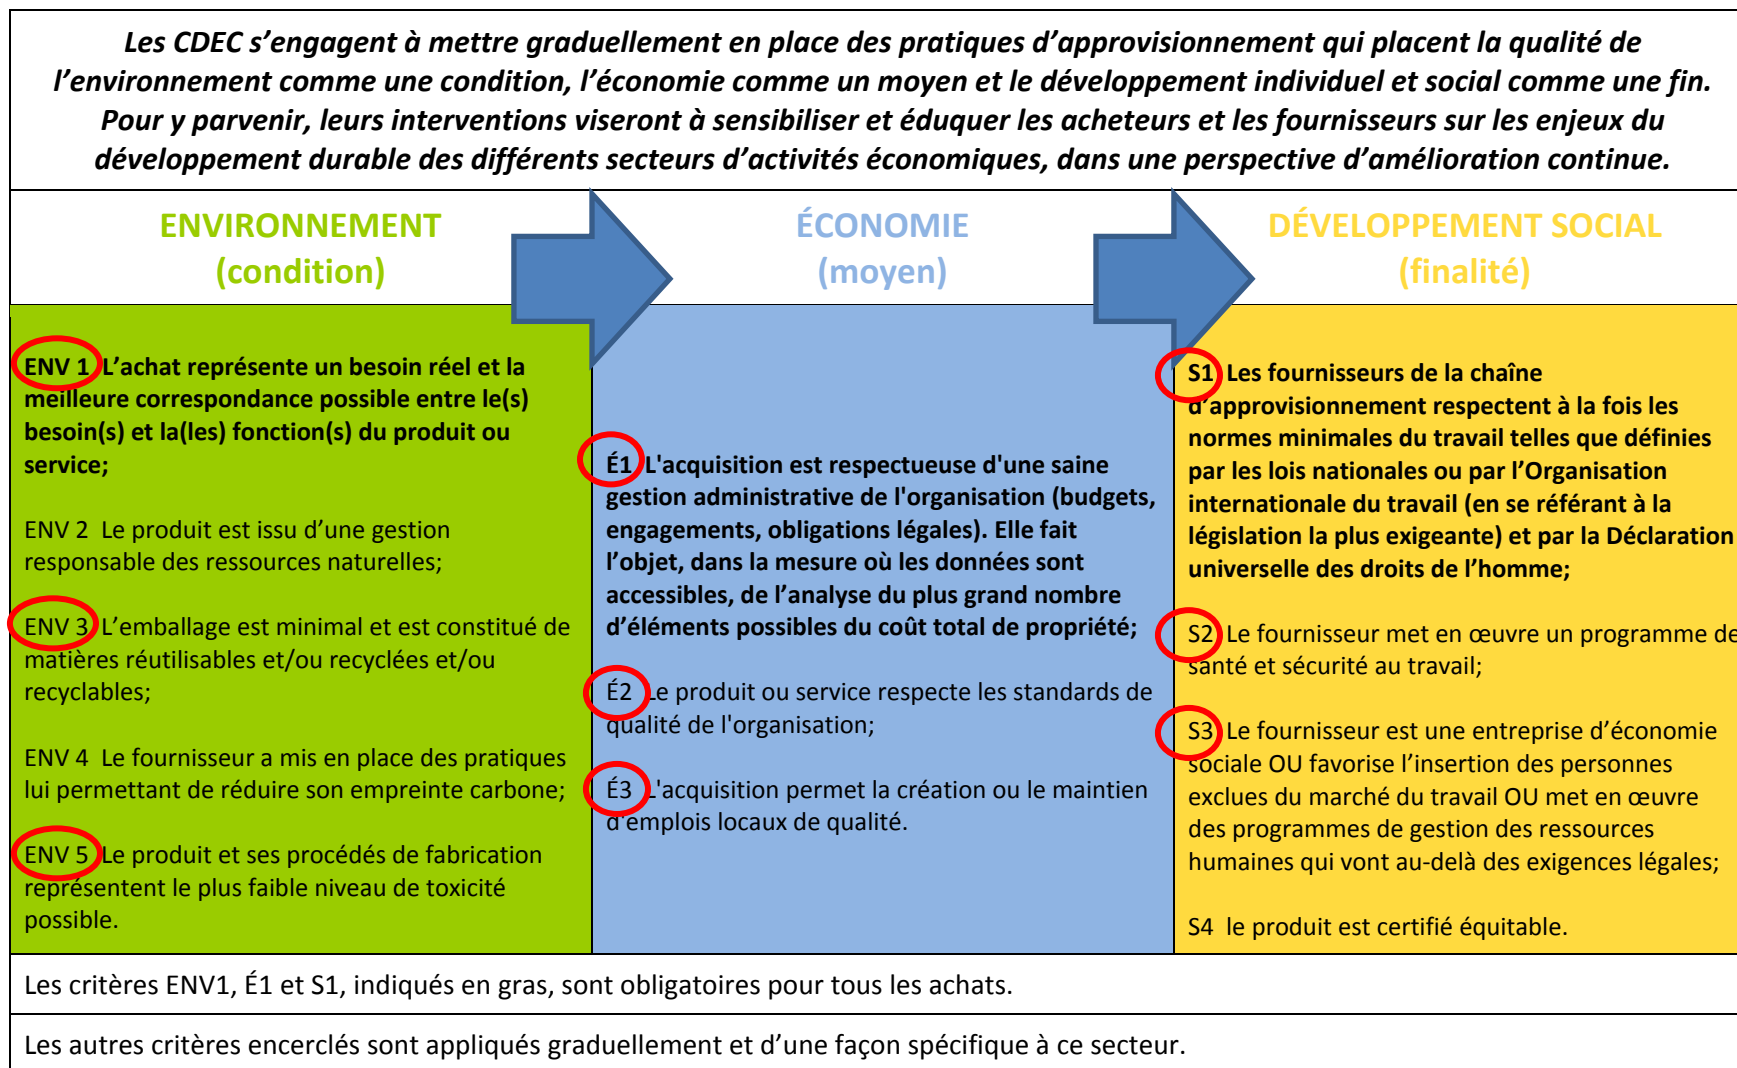 Les CDEC s’engagent à mettre graduellement en place des pratiques d’approvisionnement qui placent la qualité de
l’environnement comme une condition, l’économie comme un moyen et le développement individuel et social comme une fin.
Pour y parvenir, leurs interventions viseront à sensibiliser et éduquer les acheteurs et les fournisseurs sur les enjeux du
développement durable des différents secteurs d’activités économiques, dans une perspective d’amélioration continue.
ENVIRONNEMENT
(condition)
ÉCONOMIE
(moyen)
DÉVELOPPEMENT SOCIAL
(finalité)
ENV 1 L’achat représente un besoin réel et la
meilleure correspondance possible entre le(s)
besoin(s) et la(les) fonction(s) du produit ou
service;
ENV 2 Le produit est issu d’une gestion
responsable des ressources naturelles;
ENV 3 L’emballage est minimal et est constitué de
matières réutilisables et/ou recyclées et/ou
recyclables;
ENV 4 Le fournisseur a mis en place des pratiques
lui permettant de réduire son empreinte carbone;
ENV 5 Le produit et ses procédés de fabrication
représentent le plus faible niveau de toxicité
possible.
É1 L'acquisition est respectueuse d'une saine
gestion administrative de l'organisation (budgets,
engagements, obligations légales). Elle fait
l’objet, dans la mesure où les données sont
accessibles, de l’analyse du plus grand nombre
d’éléments possibles du coût total de propriété;
É2 Le produit ou service respecte les standards de
qualité de l'organisation;
É3 L'acquisition permet la création ou le maintien
d'emplois locaux de qualité.
S1 Les fournisseurs de la chaîne
d’approvisionnement respectent à la fois les
normes minimales du travail telles que définies
par les lois nationales ou par l’Organisation
internationale du travail (en se référant à la
législation la plus exigeante) et par la Déclaration
universelle des droits de l’homme;
S2 Le fournisseur met en œuvre un programme de
santé et sécurité au travail;
S3 Le fournisseur est une entreprise d’économie
sociale OU favorise l’insertion des personnes
exclues du marché du travail OU met en œuvre
des programmes de gestion des ressources
humaines qui vont au-delà des exigences légales;
S4 le produit est certifié équitable.
Les critères ENV1, É1 et S1, indiqués en gras, sont obligatoires pour tous les achats.
Les autres critères encerclés sont appliqués graduellement et d’une façon spécifique à ce secteur.